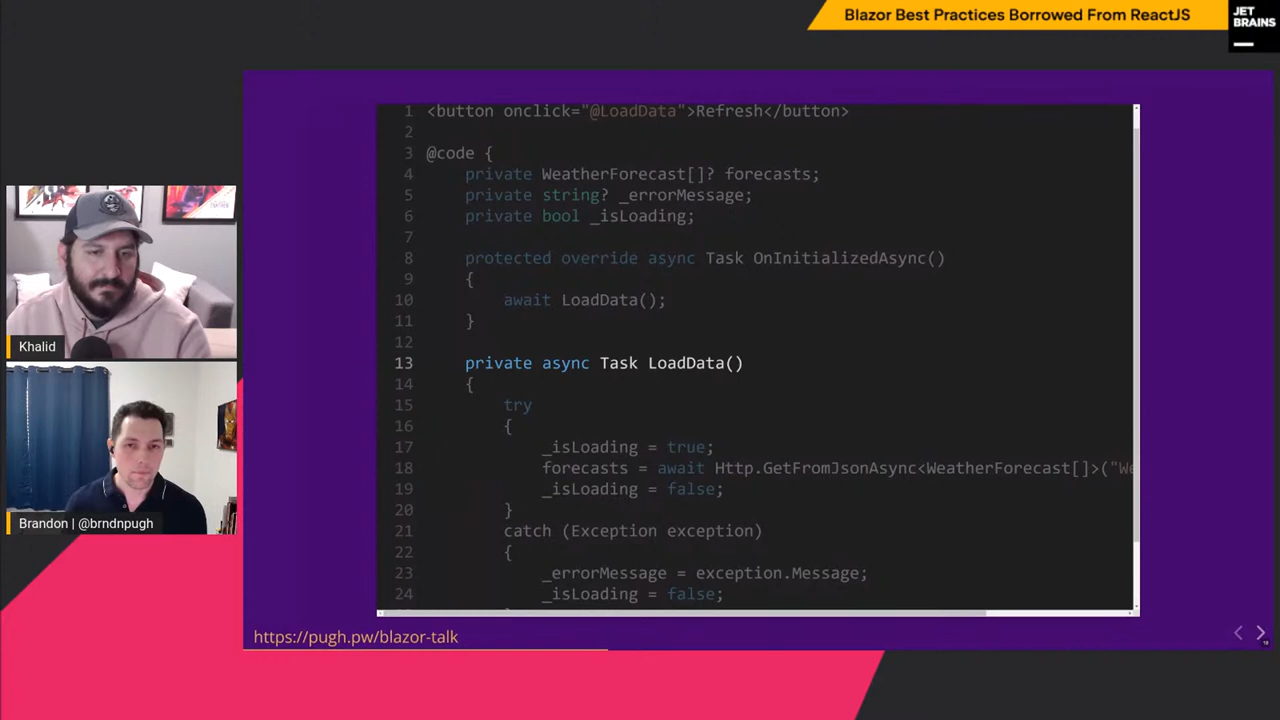 Blazor Best Practices Borrowed From ReactJS
JET
BRAINS
1 <button onclick="@LoadData">Refresh</button>
2
3 @code {
4 private WeatherForecast[]? forecasts;
5 private string? _errorMessage;
6 private bool _isLoading;
7
8 protected override async Task OnInitializedAsync()
9 {
10 await LoadData();
11 }
12
13 private async Task LoadData()
14 {
15 try
16 {
17 _isLoading = true;
18 forecasts = await Http.GetFromJsonAsync<WeatherForecast[]>("We
19 _isLoading = false;
20 }
21 catch (Exception exception)
22 {
23 _errorMessage = exception.Message;
24 _isLoading = false;
Khalid
Brandon | @brndnpugh
https://pugh.pw/blazor-talk